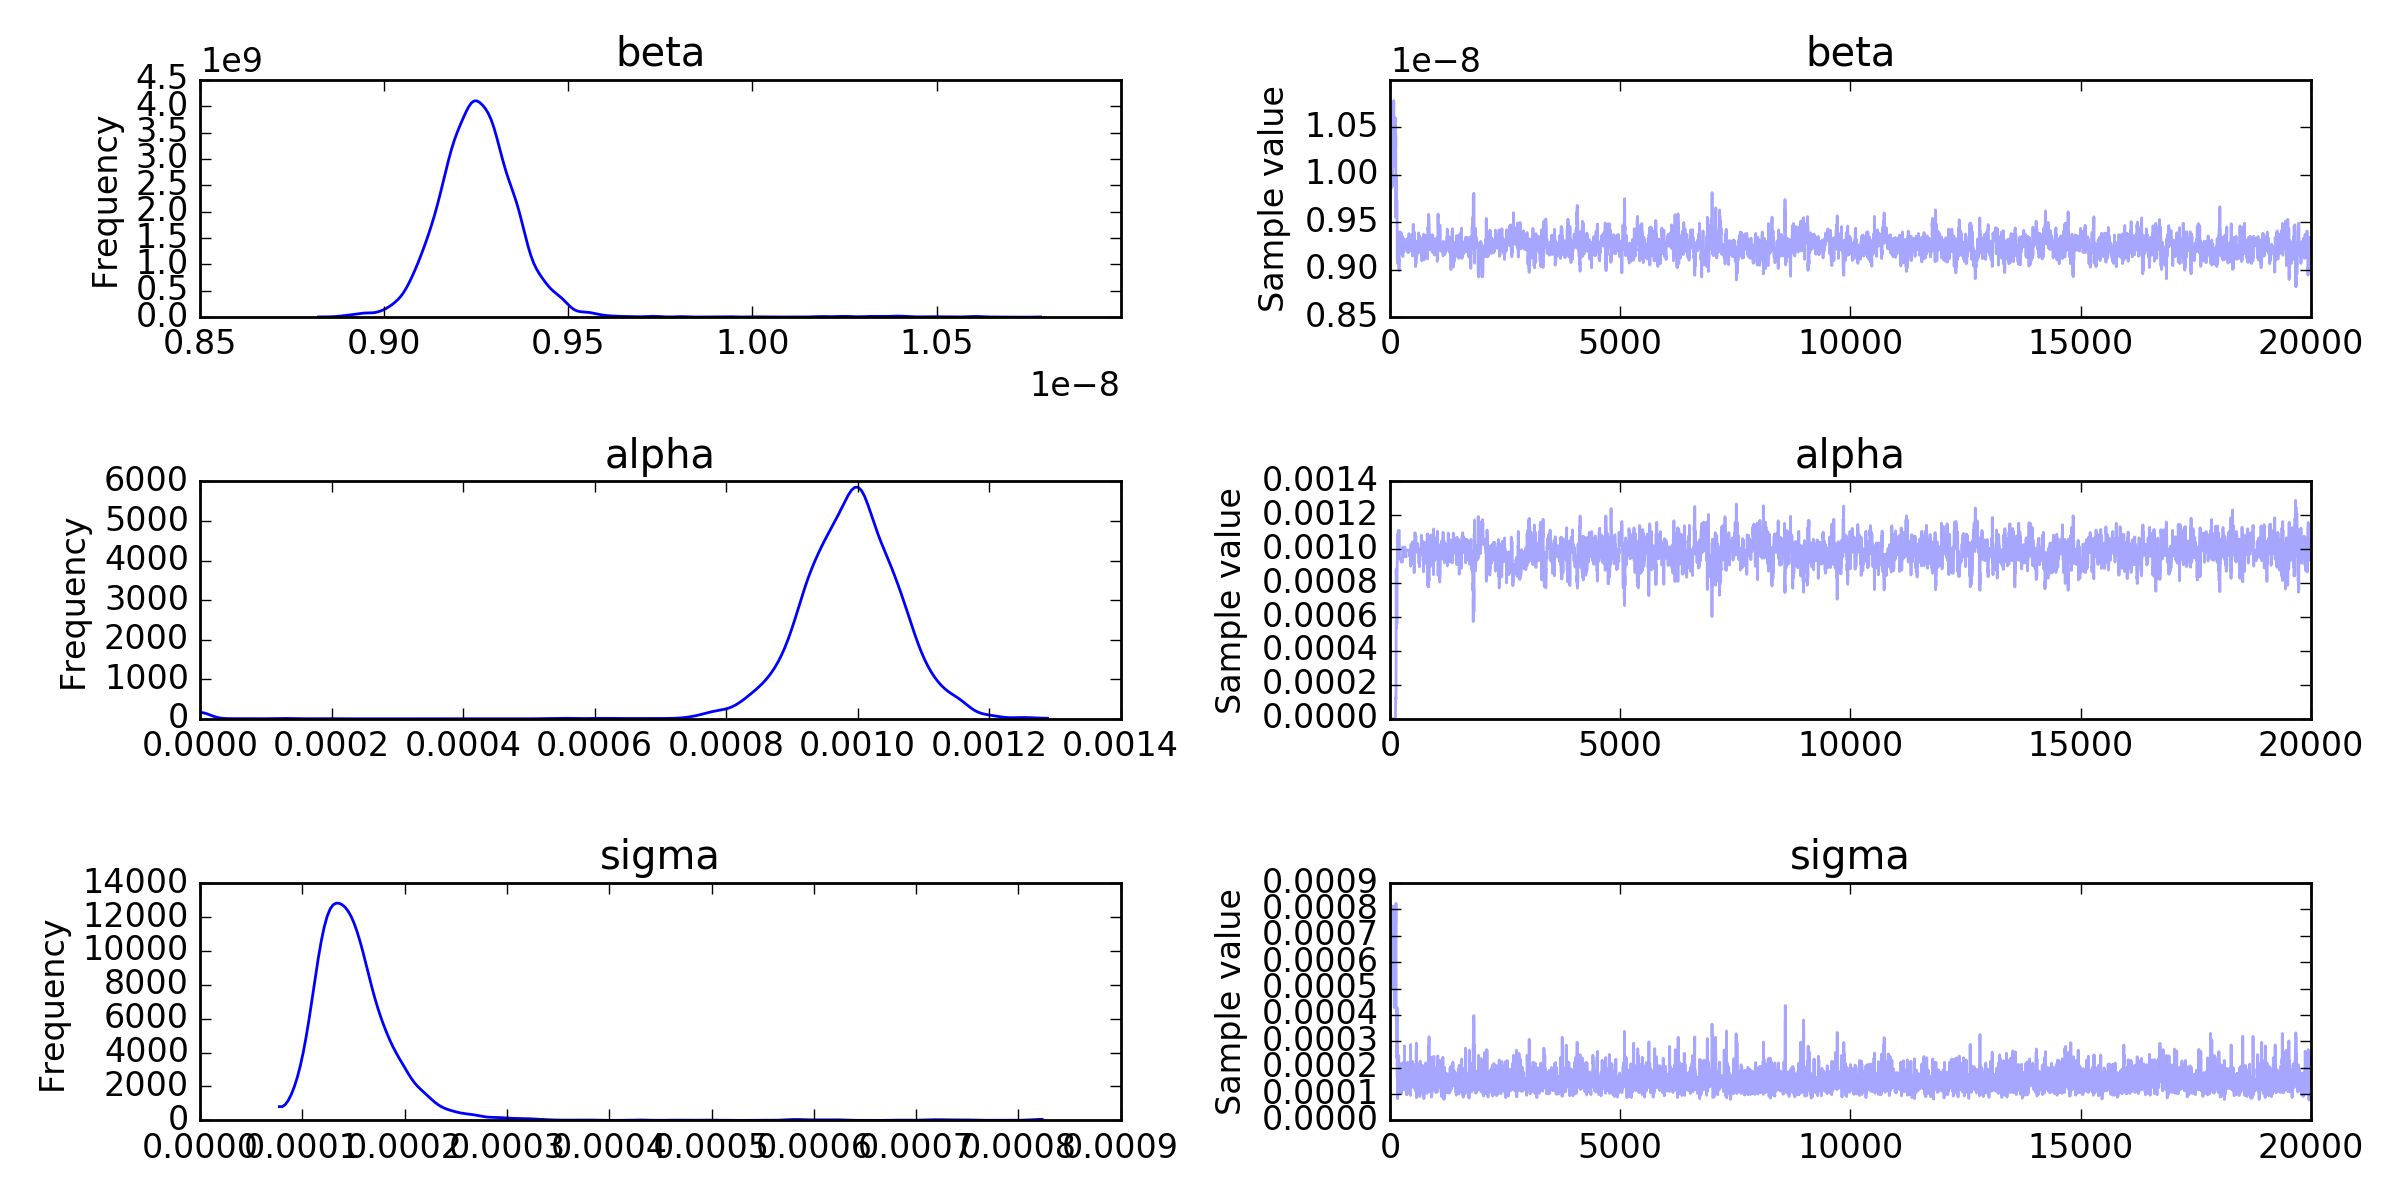 beta
1e9
4.5
4.0
3.5
3.0
2.5
2.0
1.5
1.0
0.5
0.0
Frequency
0.85 0.90 0.95 1.00 1.05
1e−8
beta
1e−8
1.05
1.00
0.95
0.90
0.85
Sample value
0 5000 10000 15000 20000
alpha
6000
5000
4000
3000
2000
1000
0
Frequency
0.0000 0.0002 0.0004 0.0006 0.0008 0.0010 0.0012 0.0014
alpha
0.0014
0.0012
0.0010
0.0008
0.0006
0.0004
0.0002
0.0000
Sample value
0 5000 10000 15000 20000
sigma
14000
12000
10000
8000
6000
4000
2000
0
Frequency
0.0000 0.0001 0.0002 0.0003 0.0004 0.0005 0.0006 0.0007 0.0008 0.0009
sigma
0.0009
0.0008
0.0007
0.0006
0.0005
0.0004
0.0003
0.0002
0.0001
0.0000
Sample value
0 5000 10000 15000 20000